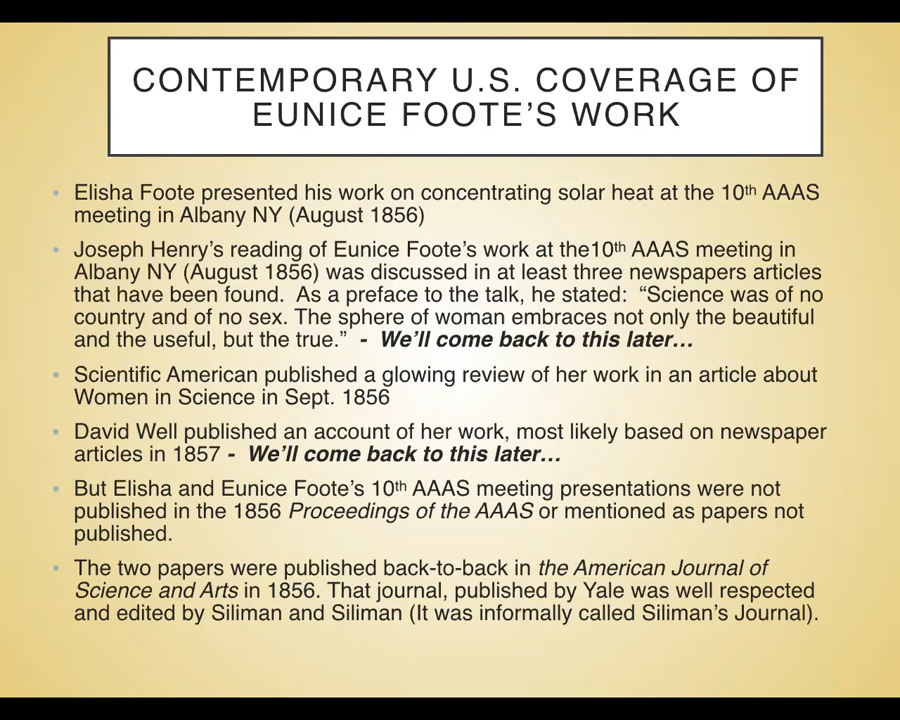 CONTEMPORARY U.S. COVERAGE OF
EUNICE FOOTE’S WORK
• Elisha Foote presented his work on concentrating solar heat at the 10th AAAS
meeting in Albany NY (August 1856)
• Joseph Henry’s reading of Eunice Foote’s work at the10th AAAS meeting in
Albany NY (August 1856) was discussed in at least three newspapers articles
that have been found.  As a preface to the talk, he stated:  “Science was of no
country and of no sex. The sphere of woman embraces not only the beautiful
and the useful, but the true.”  -  We’ll come back to this later…
• Scientific American published a glowing review of her work in an article about
Women in Science in Sept. 1856
• David Well published an account of her work, most likely based on newspaper
articles in 1857 -  We’ll come back to this later…
• But Elisha and Eunice Foote’s 10th AAAS meeting presentations were not
published in the 1856 Proceedings of the AAAS or mentioned as papers not
published.
• The two papers were published back-to-back in the American Journal of
Science and Arts in 1856. That journal, published by Yale was well respected
and edited by Siliman and Siliman (It was informally called Siliman’s Journal).